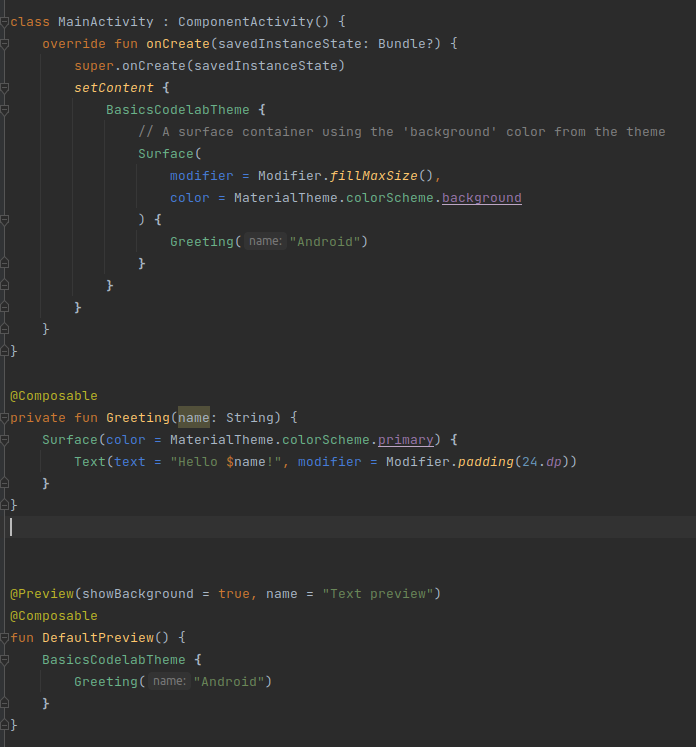 class MainActivity : ComponentActivity() {
    override fun onCreate(savedInstanceState: Bundle?) {
        super.onCreate(savedInstanceState)
        setContent {
            BasicsCodelabTheme {
                // A surface container using the 'background' color from the theme
                Surface(
                    modifier = Modifier.fillMaxSize(),
                    color = MaterialTheme.colorScheme.background
                ) {
                    Greeting( name: "Android")
                }
            }
        }
    }
}
@Composable
private fun Greeting(name: String) {
    Surface(color = MaterialTheme.colorScheme.primary) {
        Text(text = "Hello $name!", modifier = Modifier.padding(24.dp))
    }
}
@Preview(showBackground = true, name = "Text preview")
@Composable
fun DefaultPreview() {
    BasicsCodelabTheme {
        Greeting( name: "Android")
    }
}